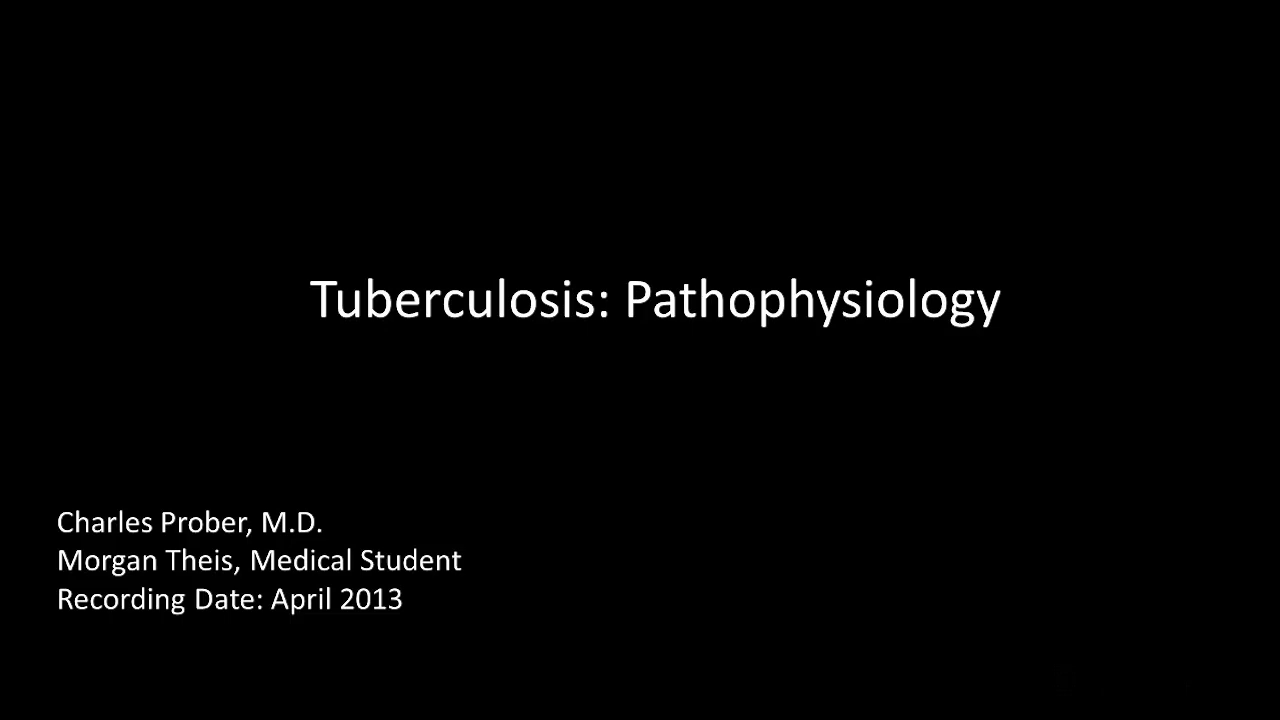 Tuberculosis: Pathophysiology
Charles Prober, M.D.
Morgan Theis, Medical Student
Recording Date: April 2013